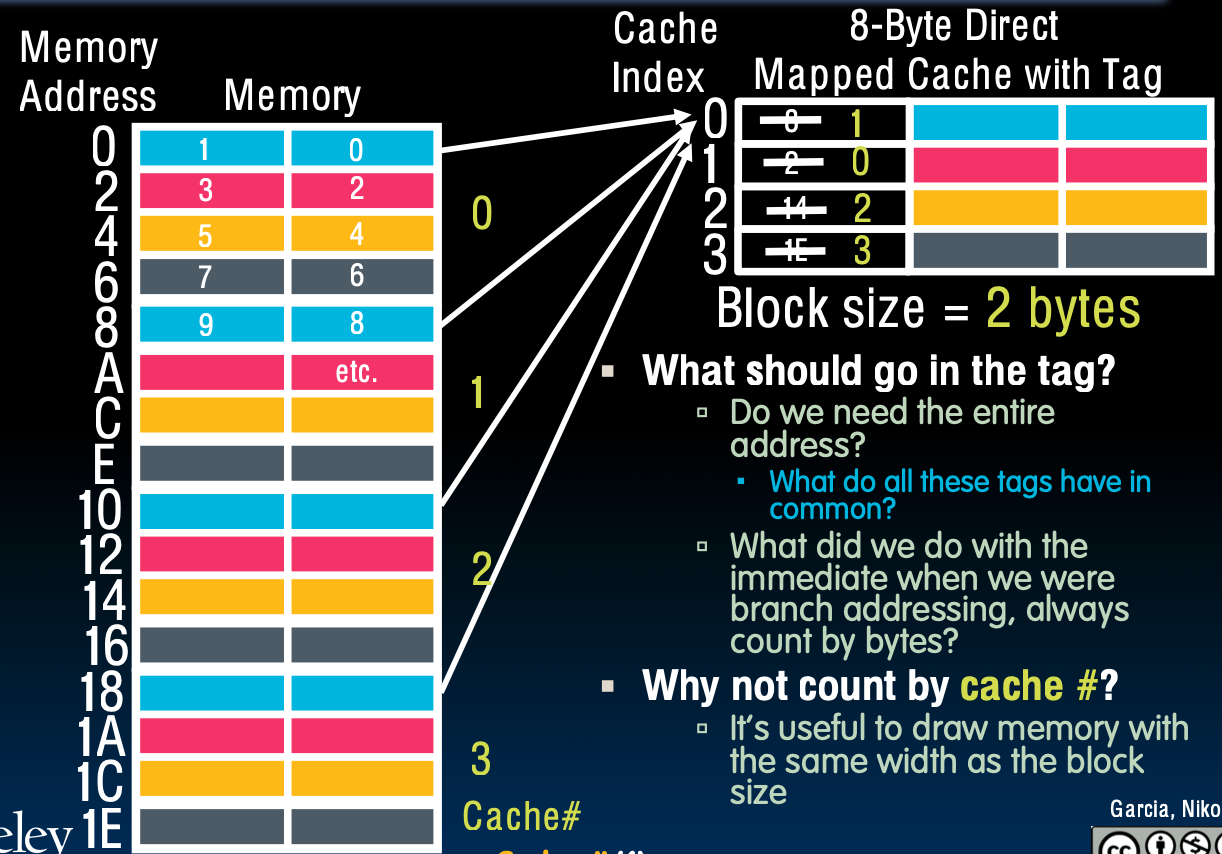 Memory
Address
Memory
Cache
Index
8-Byte Direct
Mapped Cache with Tag
0
1 0
2
3 2
4
5 4
6
7 6
8
9 8
A
etc.
C
E
10
12
14
16
18
1A
1C
1E
0
1
2
3
Cache#
0 8 1
1 2 0
2 14 2
3 1E 3
Block size = 2 bytes
What should go in the tag?
Do we need the entire
address?
What do all these tags have in
common?
What did we do with the
immediate when we were
branch addressing, always
count by bytes?
Why not count by cache #?
It's useful to draw memory with
the same width as the block
size
Garcia, Niko
eley
cc